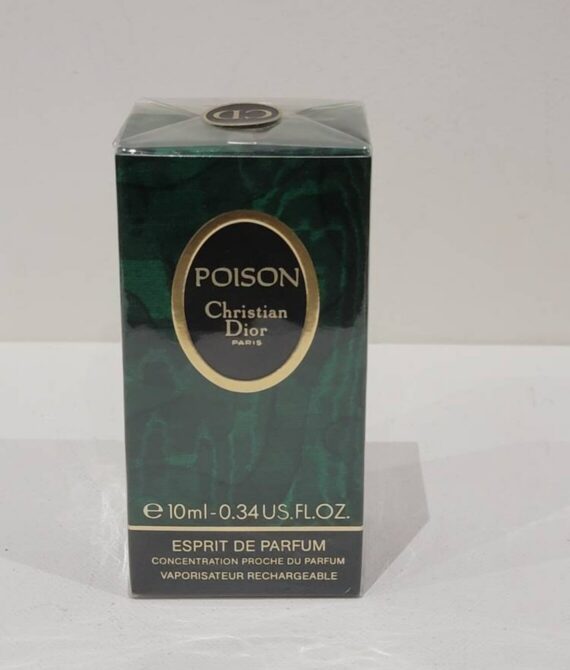 CD
POISON
Christian
Dior
PARIS
℮ 10ml-0.34 US.FL.OZ.
ESPRIT DE PARFUM
CONCENTRATION PROCHE DU PARFUM
VAPORISATEUR RECHARGEABLE